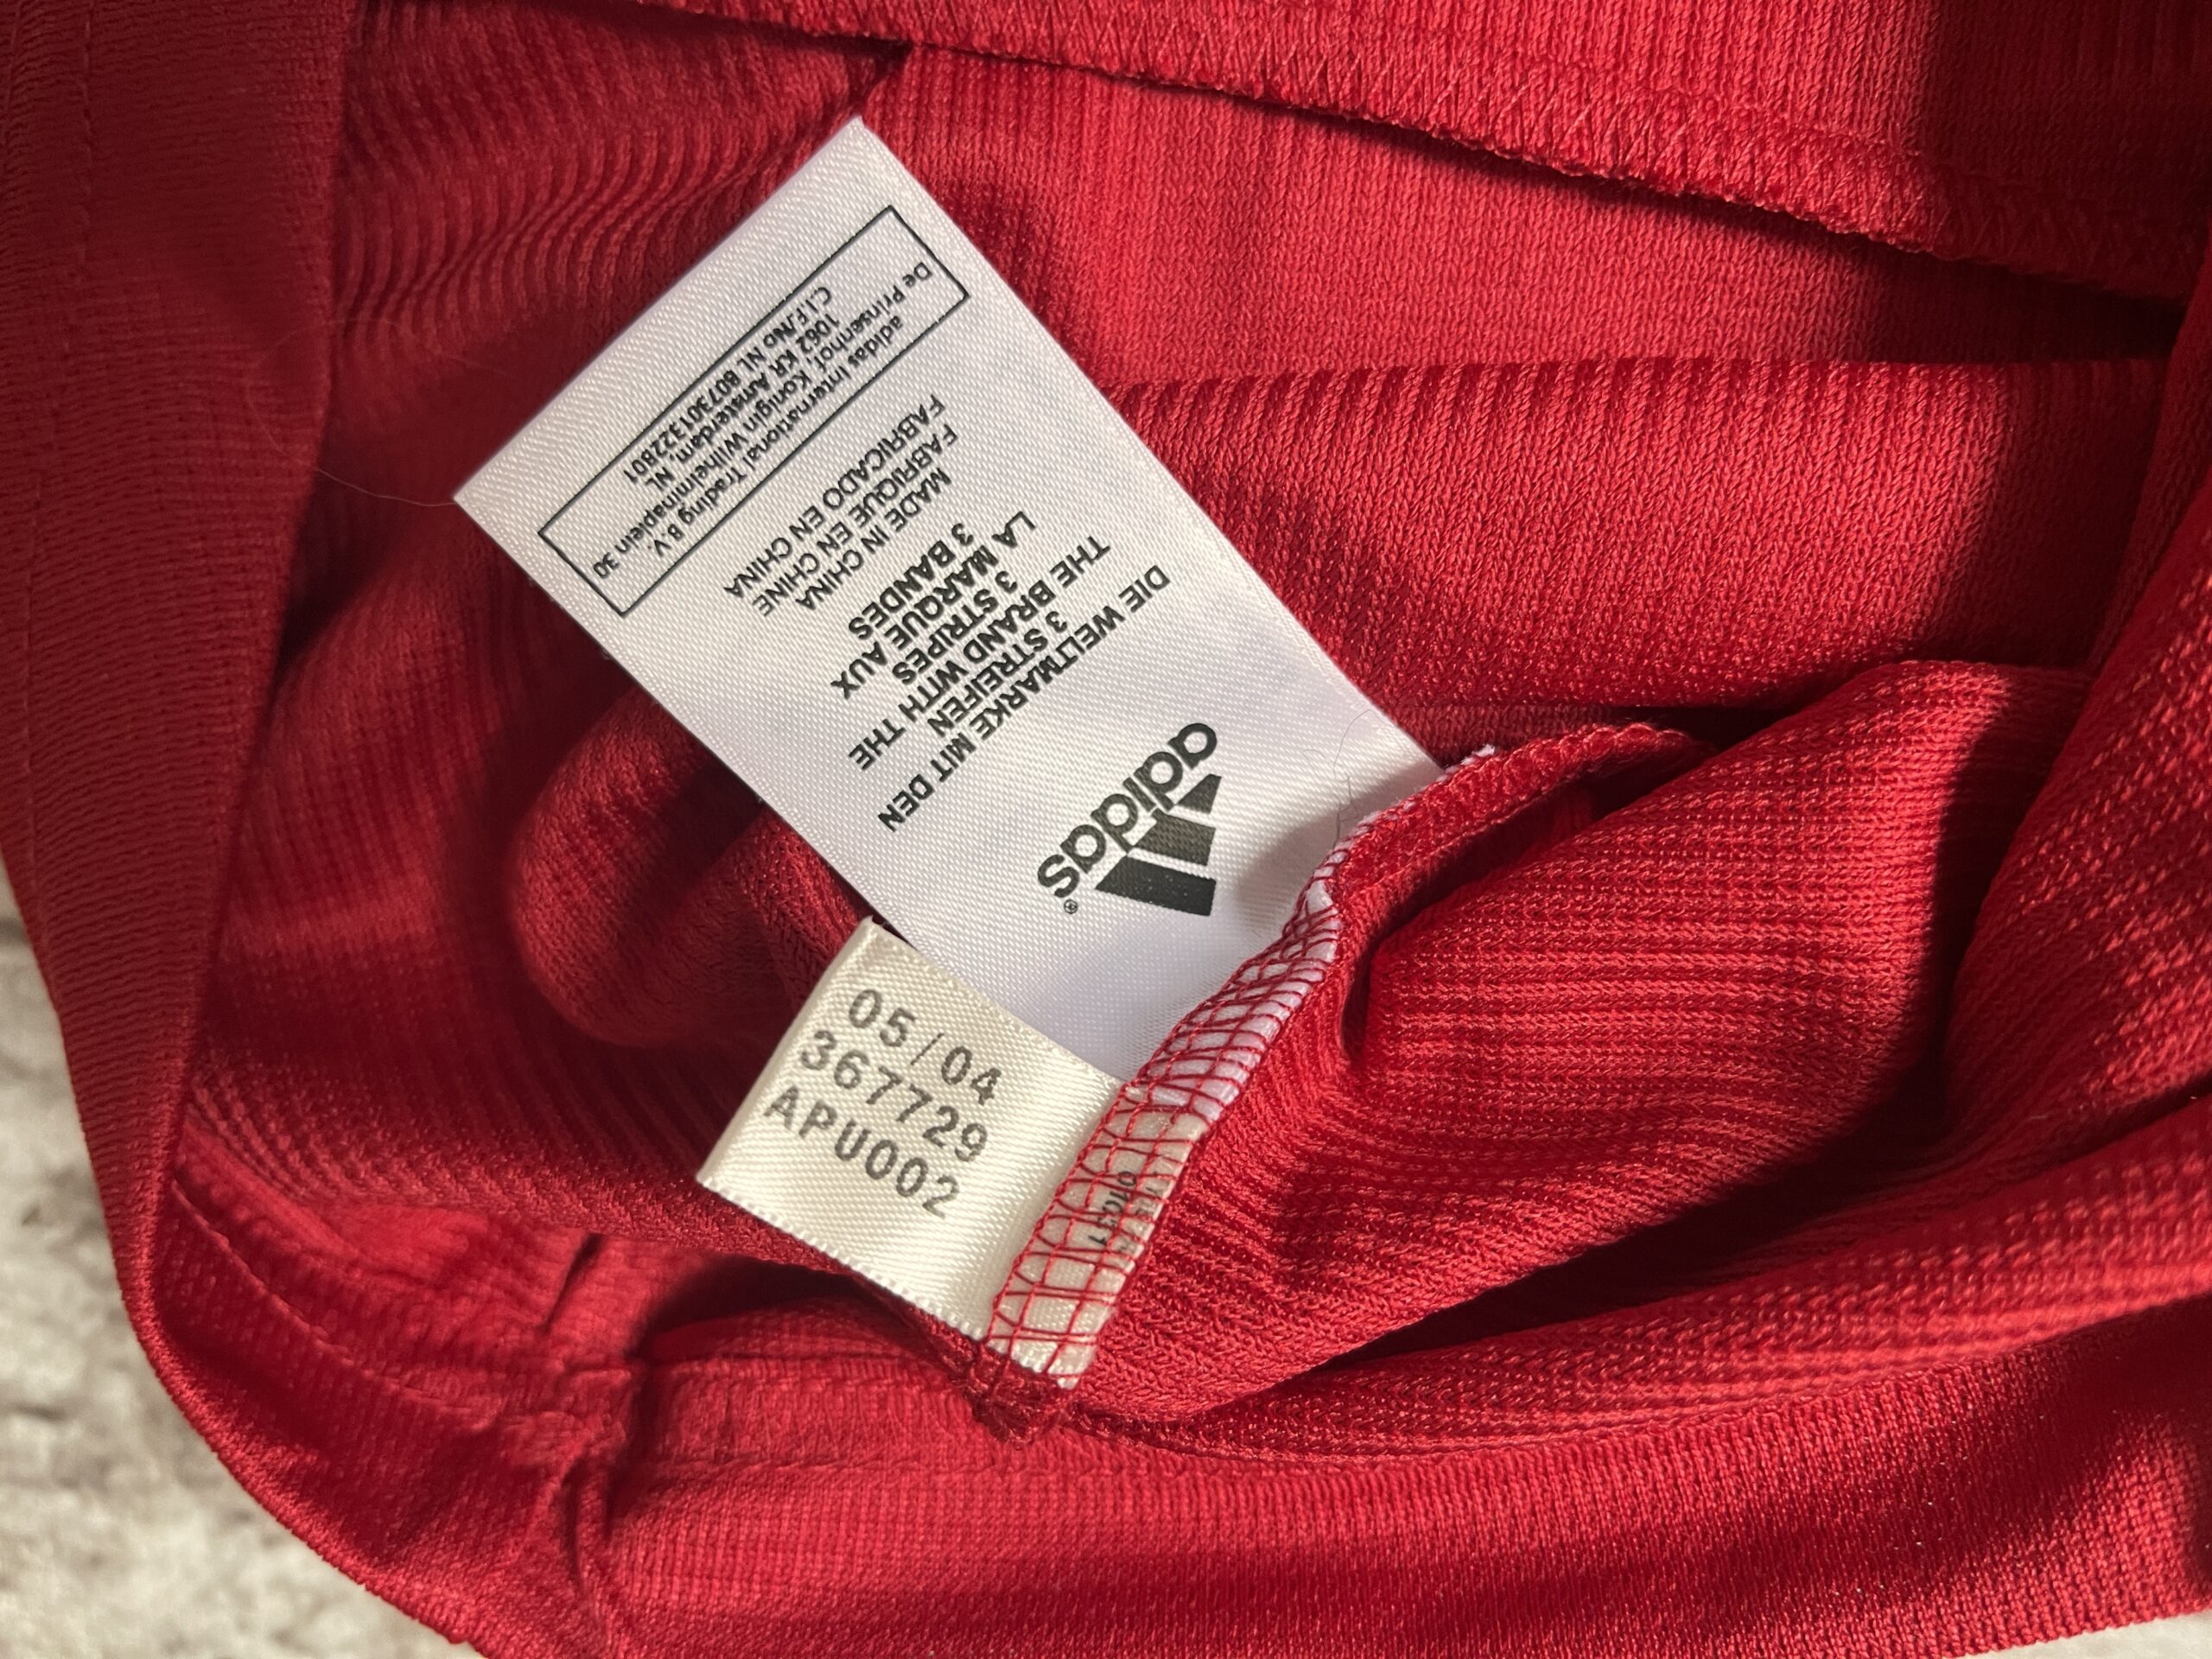 adidas®
DIE WELTMARKE MIT DEN
3 STREIFEN
THE BRAND WITH THE
3 STRIPES
LA MARQUE AUX
3 BANDES
MADE IN CHINA
FABRIQUE EN CHINE
FABRICADO EN CHINA
adidas International Trading B.V.
De Prinsenhof, Koningin Wilhelminaplein 30
1062 KR Amsterdam, NL
C.I.F./No NL 8073013222801
05/04
367729
APU002